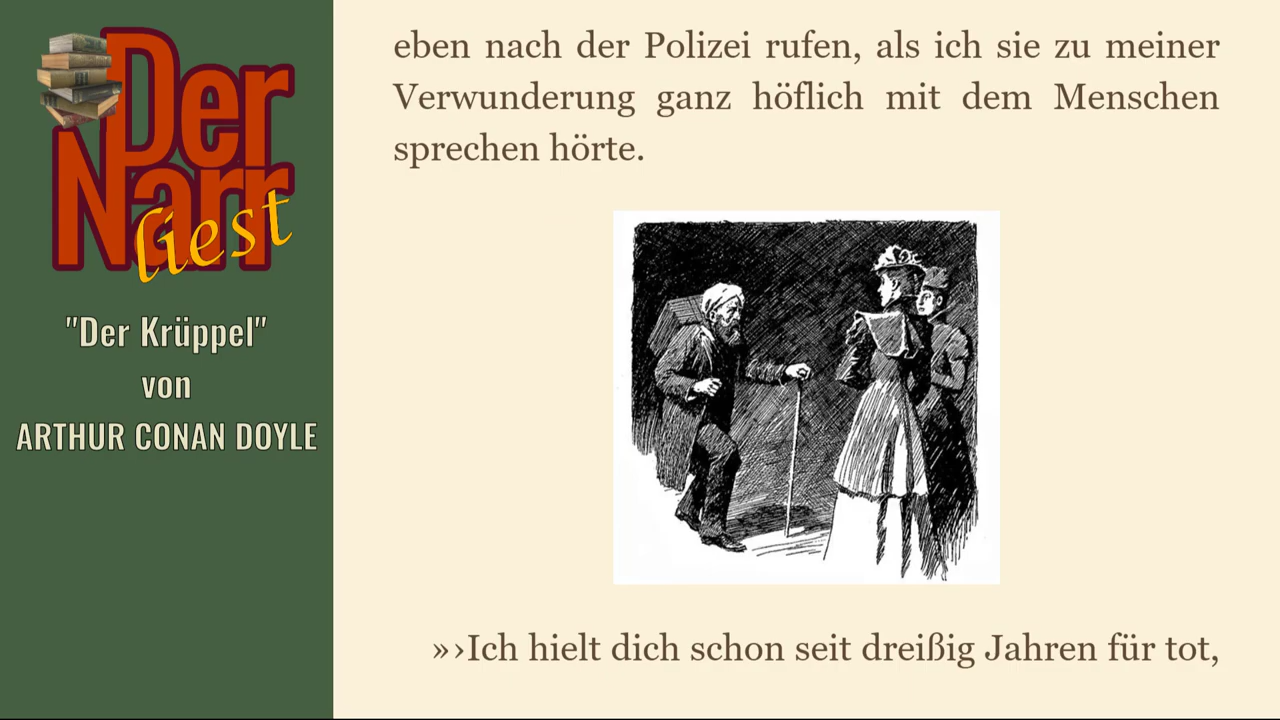 Der
Narr
liest
"Der Krüppel"
von
ARTHUR CONAN DOYLE
eben nach der Polizei rufen, als ich sie zu meiner
Verwunderung ganz höflich mit dem Menschen
sprechen hörte.
»›Ich hielt dich schon seit dreißig Jahren für tot,